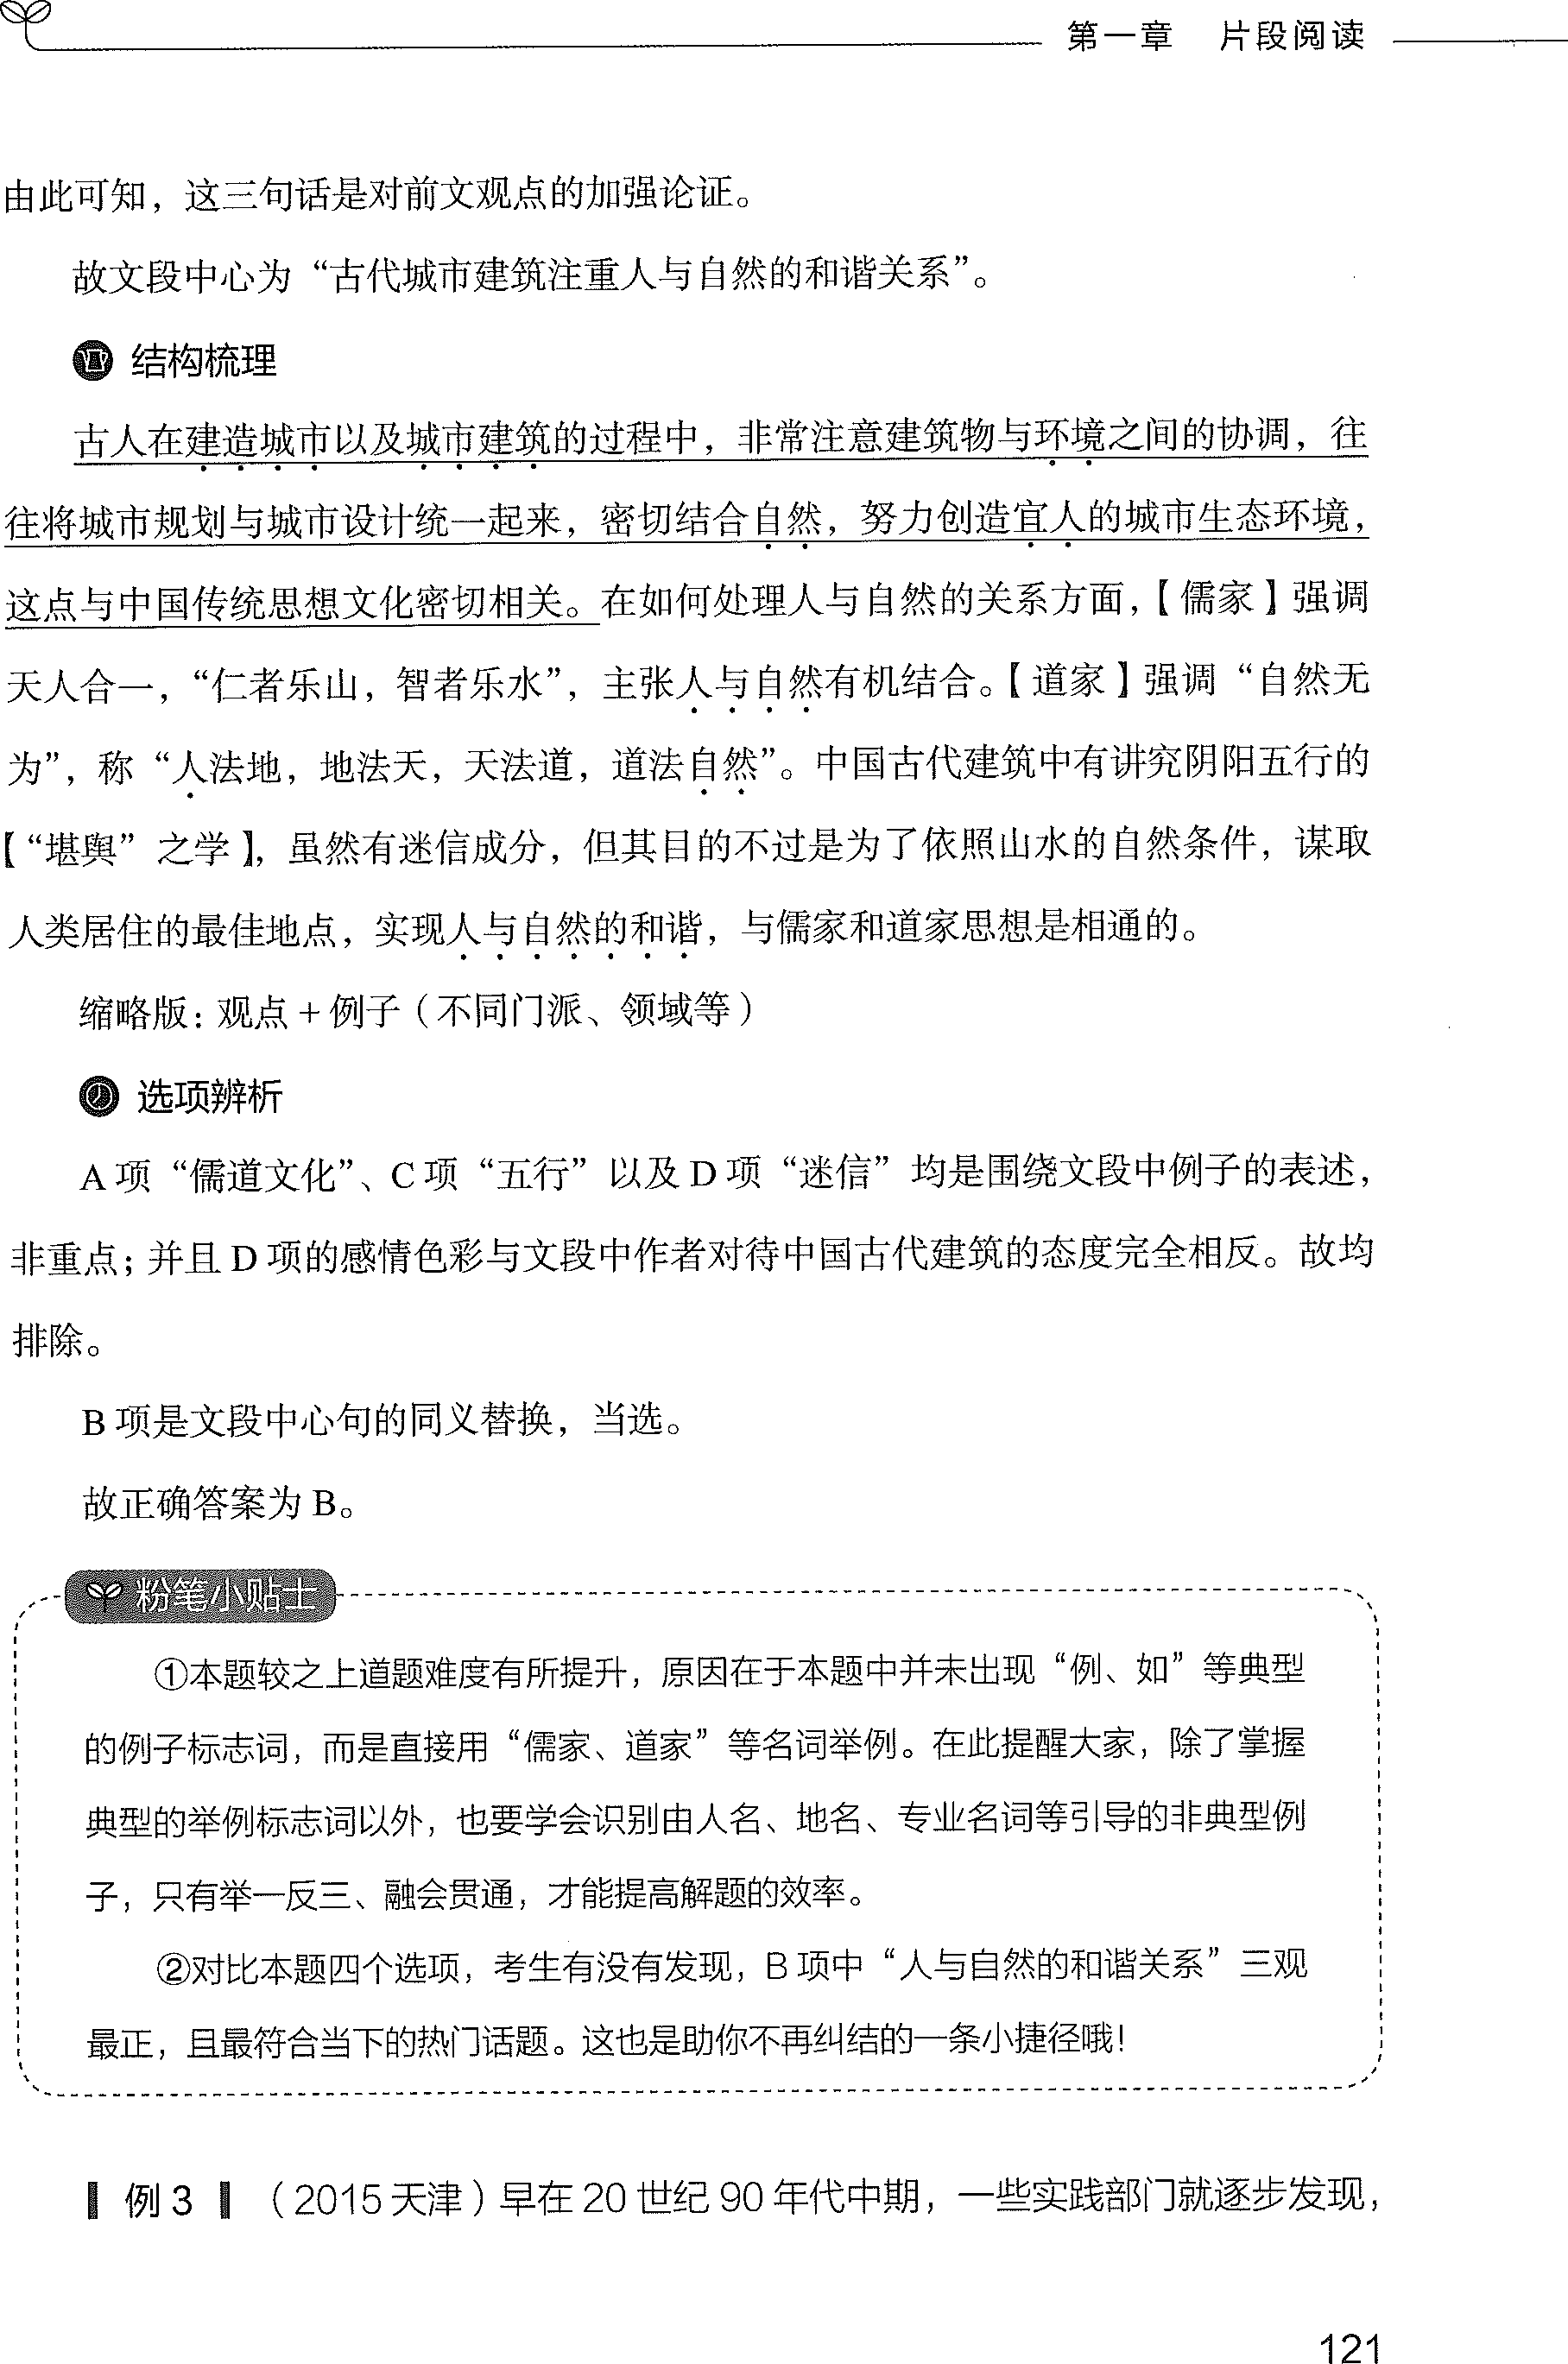 第一章 片段阅读
由此可知，这三句话是对前文观点的加强论证。
故文段中心为“古代城市建筑注重人与自然的和谐关系”。
结构梳理
古人在建造城市以及城市建筑的过程中，非常注意建筑物与环境之间的协调，往
往将城市规划与城市设计统一起来，密切结合自然，努力创造宜人的城市生态环境，
这点与中国传统思想文化密切相关。在如何处理人与自然的关系方面，【儒家】强调
天人合一，“仁者乐山，智者乐水”，主张人与自然有机结合。【道家】强调“自然无
为”，称“人法地，地法天，天法道，道法自然”。中国古代建筑中有讲究阴阳五行的
【“堪舆”之学】，虽然有迷信成分，但其目的不过是为了依照山水的自然条件，谋取
人类居住的最佳地点，实现人与自然的和谐，与儒家和道家思想是相通的。
缩略版：观点＋例子（不同门派、领域等）
选项辨析
A 项“儒道文化”、C 项“五行”以及 D 项“迷信”均是围绕文段中例子的表述，
非重点；并且 D 项的感情色彩与文段中作者对待中国古代建筑的态度完全相反。故均
排除。
B 项是文段中心句的同义替换，当选。
故正确答案为 B。
粉笔小贴士
①本题较之上道题难度有所提升，原因在于本题中并未出现“例、如”等典型
的例子标志词，而是直接用“儒家、道家”等名词举例。在此提醒大家，除了掌握
典型的举例标志词以外，也要学会识别由人名、地名、专业名词等引导的非典型例
子，只有举一反三、融会贯通，才能提高解题的效率。
②对比本题四个选项，考生有没有发现，B 项中“人与自然的和谐关系”三观
最正，且最符合当下的热门话题。这也是助你不再纠结的一条小捷径哦！
例 3 （2015 天津）早在 20 世纪 90 年代中期，一些实践部门就逐步发现，
121